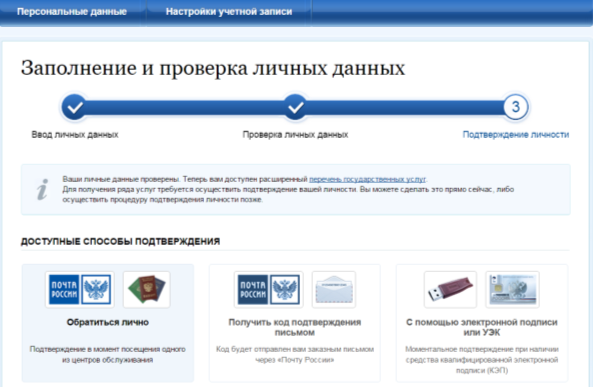 Персональные данные Настройки учетной записи
Заполнение и проверка личных данных
3
Ввод личных данных Проверка личных данных Подтверждение личности
i Ваши личные данные проверены. Теперь вам доступен расширенный перечень государственных услуг.
Для получения ряда услуг требуется осуществить подтверждение вашей личности. Вы можете сделать это прямо сейчас, либо
осуществить процедуру подтверждения личности позже.
ДОСТУПНЫЕ СПОСОБЫ ПОДТВЕРЖДЕНИЯ
ПОЧТА
РОССИИ
Обратиться лично
Подтверждение в момент посещения одного
из центров обслуживания
ПОЧТА
РОССИИ
Получить код подтверждения
письмом
Код будет отправлен вам заказным письмом
через «Почту России»
С помощью электронной подписи
или УЭК
Моментальное подтверждение при наличии
средства квалифицированной электронной
подписи (КЭП)